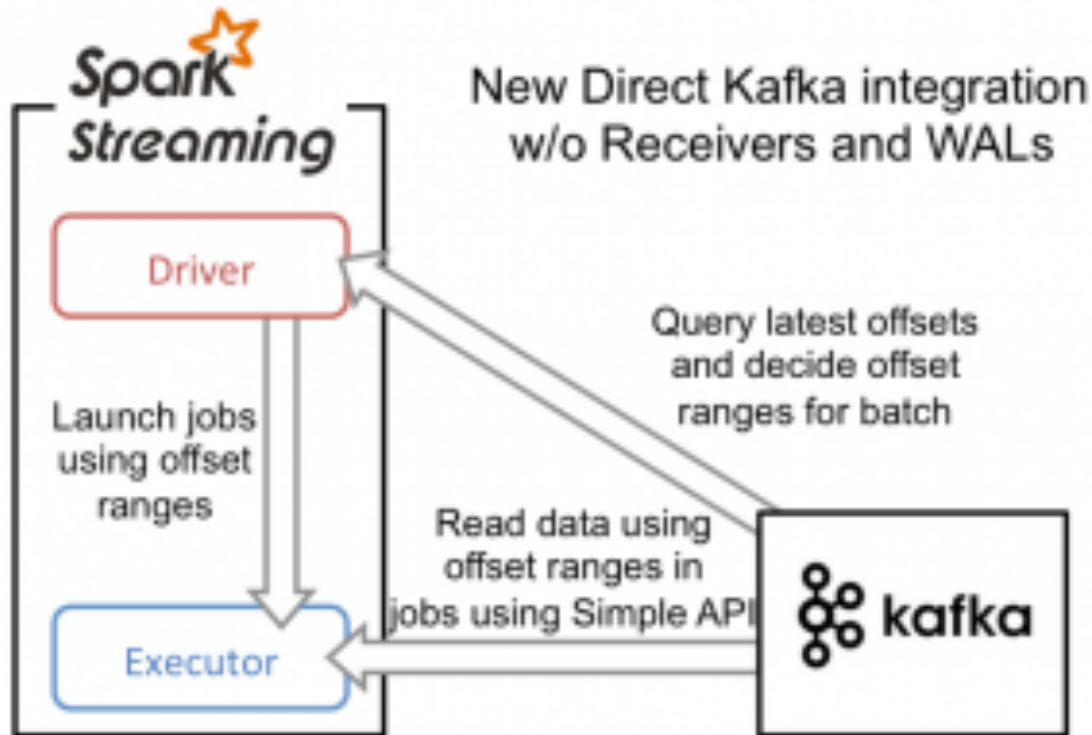 Spark
Streaming
New Direct Kafka integration
w/o Receivers and WALs
Driver
Query latest offsets
and decide offset
ranges for batch
Launch jobs
using offset
ranges
Read data using
offset ranges in
jobs using Simple API
kafka
Executor